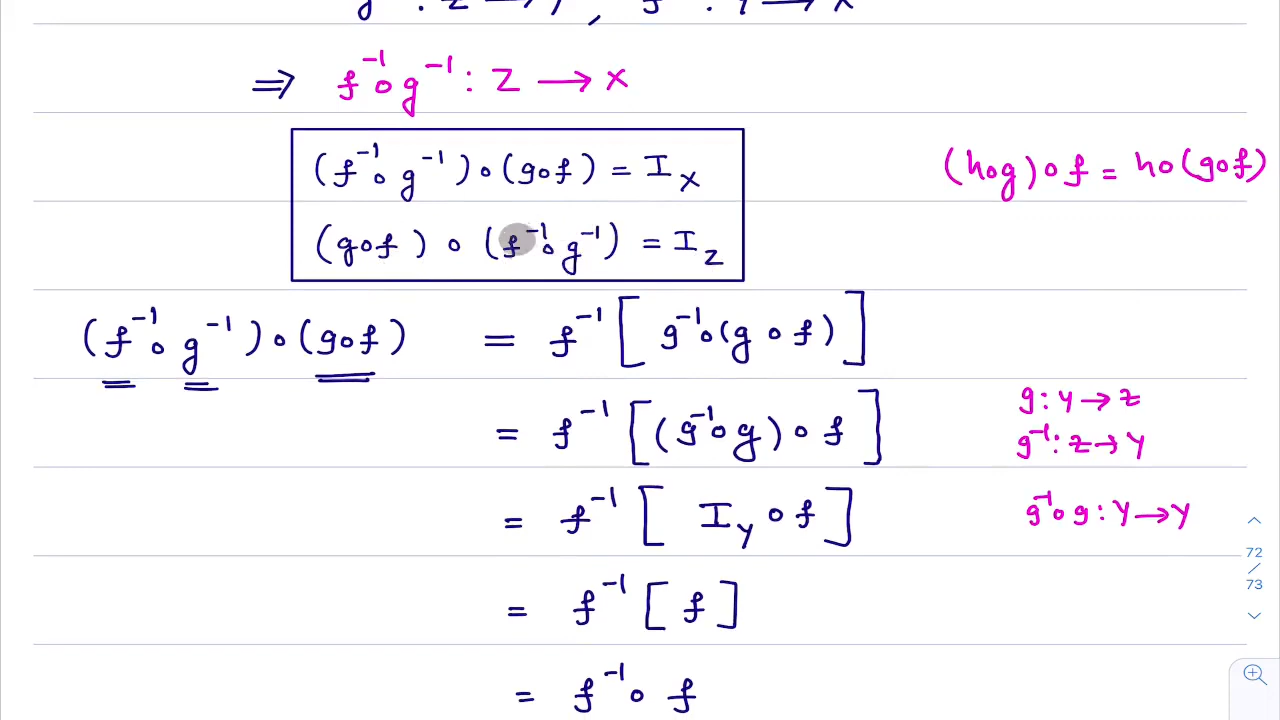 g : Z → Y , f : Y → X
⇒ f⁻¹∘g⁻¹ : Z → X
(f⁻¹∘g⁻¹)∘(g∘f) = I_X
(h∘g)∘f = h∘(g∘f)
(g∘f)∘(f⁻¹∘g⁻¹) = I_Z
(f⁻¹∘g⁻¹)∘(g∘f) = f⁻¹[g⁻¹∘(g∘f)]
g : Y → Z
= f⁻¹[(g⁻¹∘g)∘f]
g⁻¹ : Z → Y
= f⁻¹[I_Y∘f]
g⁻¹∘g : Y → Y
= f⁻¹[f]
= f⁻¹∘f
72
/
73